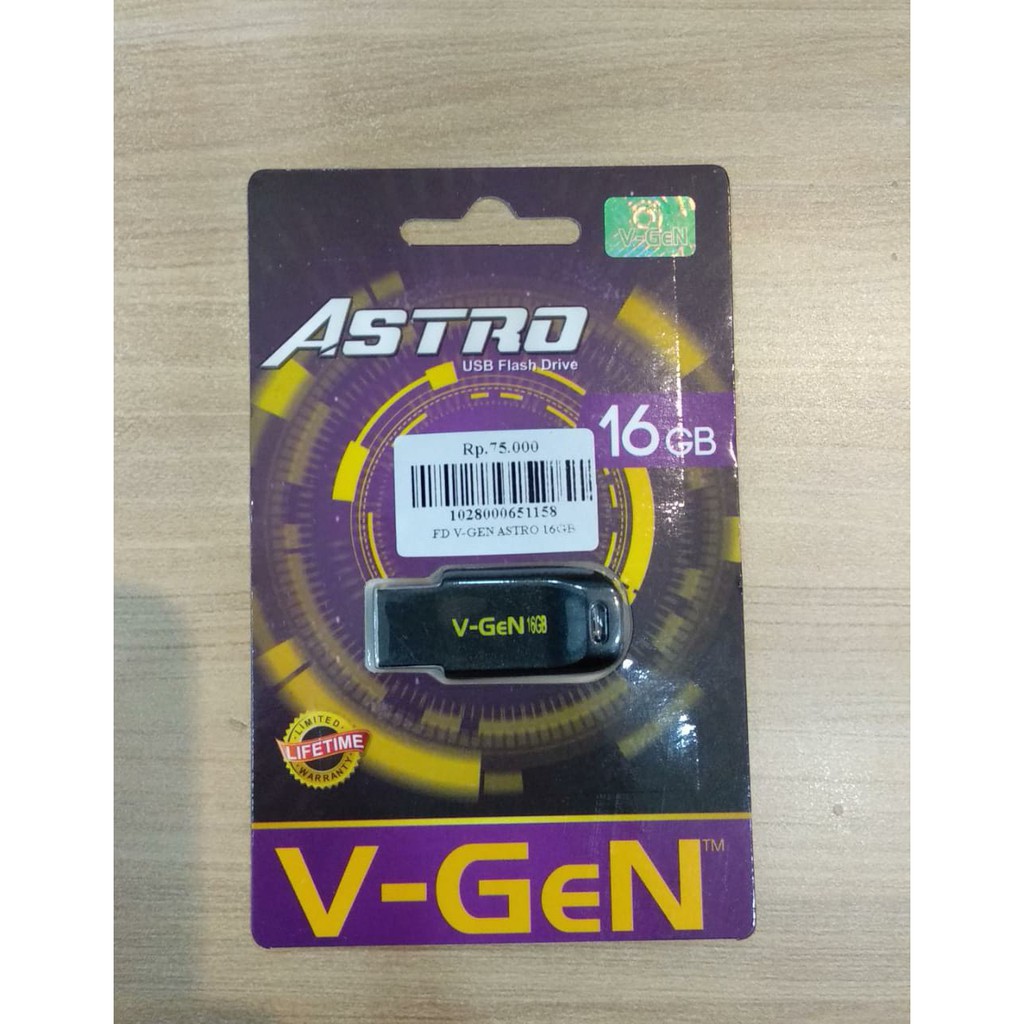 V-GeN
ASTRO
USB Flash Drive
16GB
Rp.75.000
1028000651158
FD V-GEN ASTRO 16GB
V-GeN 16GB
LIMITED
LIFETIME
WARRANTY
V-GeN™